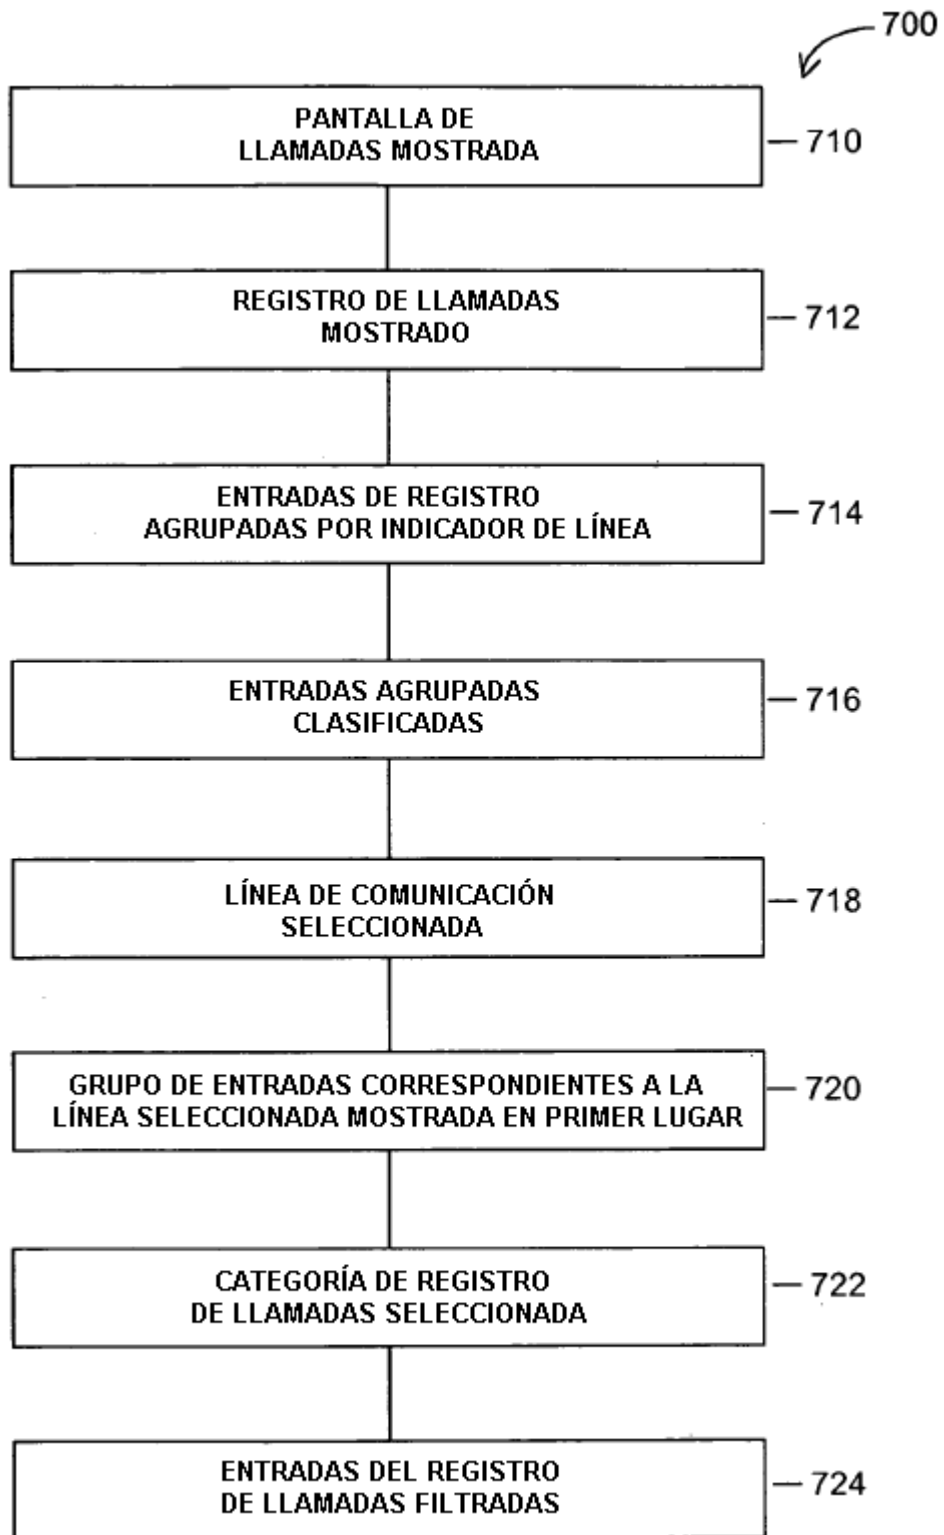 700
PANTALLA DE
LLAMADAS MOSTRADA
710
REGISTRO DE LLAMADAS
MOSTRADO
712
ENTRADAS DE REGISTRO
AGRUPADAS POR INDICADOR DE LÍNEA
714
ENTRADAS AGRUPADAS
CLASIFICADAS
716
LÍNEA DE COMUNICACIÓN
SELECCIONADA
718
GRUPO DE ENTRADAS CORRESPONDIENTES A LA
LÍNEA SELECCIONADA MOSTRADA EN PRIMER LUGAR
720
CATEGORÍA DE REGISTRO
DE LLAMADAS SELECCIONADA
722
ENTRADAS DEL REGISTRO
DE LLAMADAS FILTRADAS
724